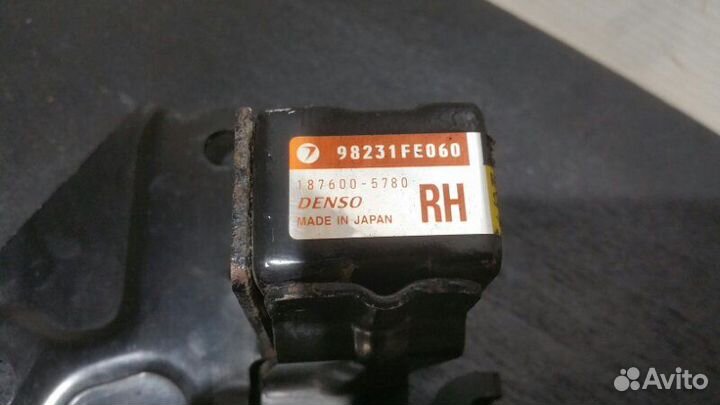 98231FE060
187600-5780
DENSO
MADE IN JAPAN
RH
Avito